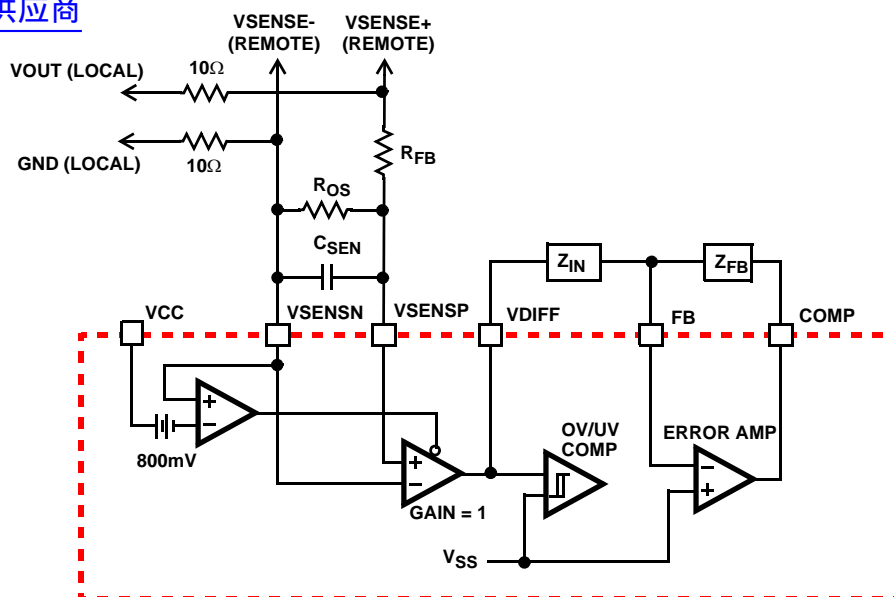 供应商
VSENSE-
(REMOTE)
VSENSE+
(REMOTE)
VOUT (LOCAL)
10Ω
GND (LOCAL)
10Ω
RFB
ROS
CSEN
ZIN
ZFB
VCC
VSENSN
VSENSP
VDIFF
FB
COMP
+
−
800mV
+
−
GAIN = 1
OV/UV
COMP
ERROR AMP
−
+
VSS